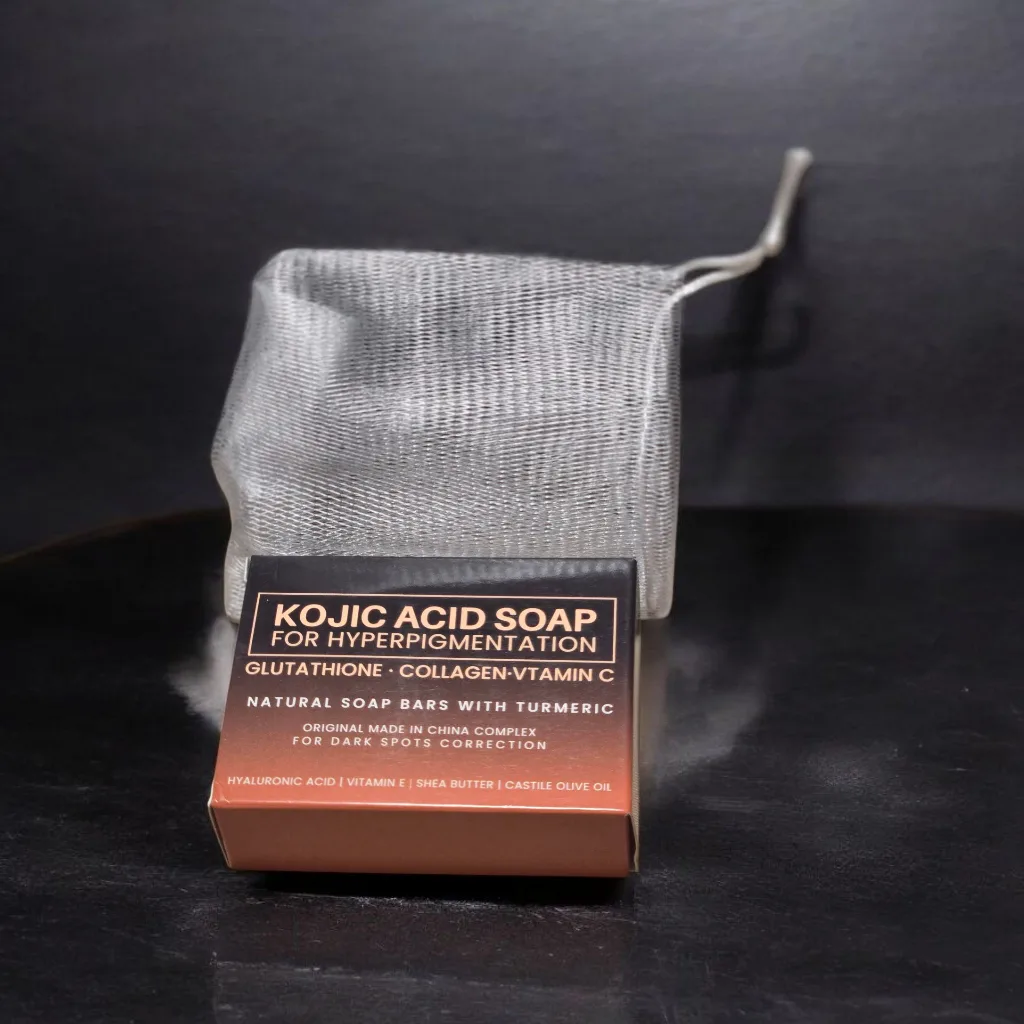 KOJIC ACID SOAP
FOR HYPERPIGMENTATION
GLUTATHIONE · COLLAGEN·VTAMIN C
NATURAL SOAP BARS WITH TURMERIC
ORIGINAL MADE IN CHINA COMPLEX
FOR DARK SPOTS CORRECTION
HYALURONIC ACID | VITAMIN E | SHEA BUTTER | CASTILE OLIVE OIL